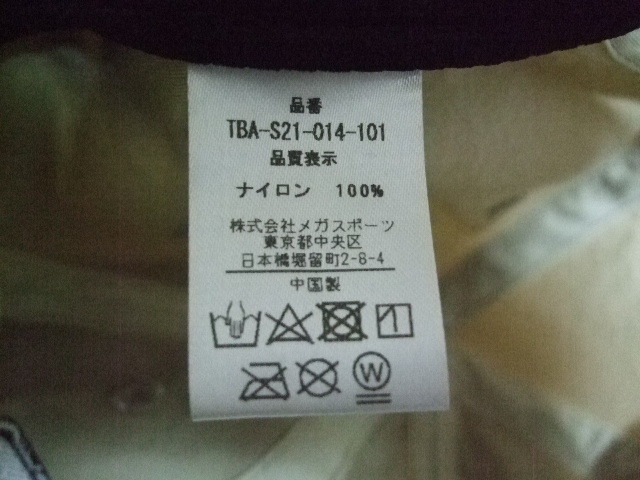 品番
TBA-S21-014-101
品質表示
ナイロン 100%
株式会社メガスポーツ
東京都中央区
日本橋堀留町2-8-4
中国製
W